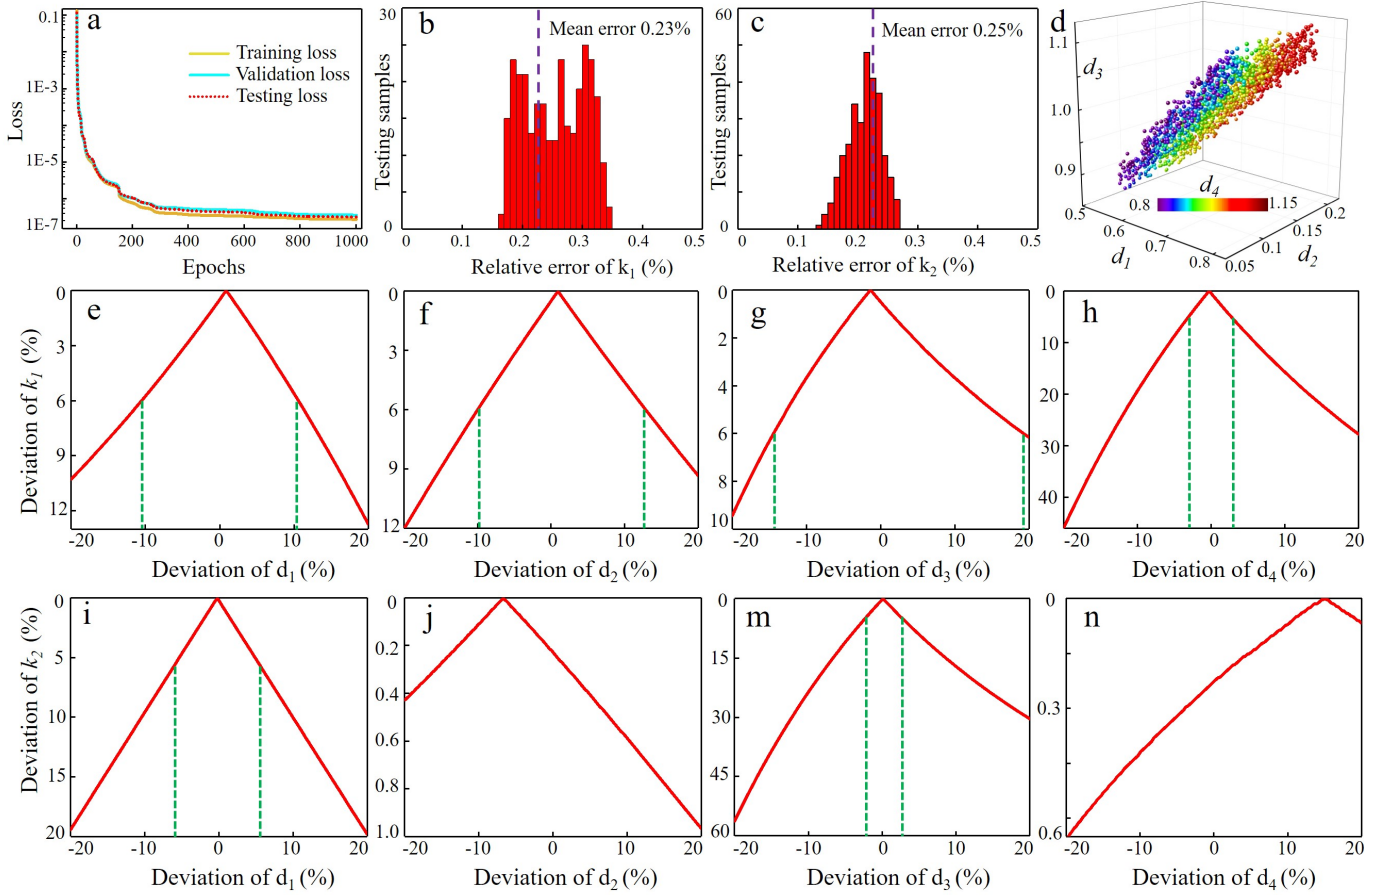 a
0.1
1E-3
1E-5
1E-7
Loss
Training loss
Validation loss
Testing loss
0 200 400 600 800 1000
Epochs
b
30
15
0
Testing samples
Mean error 0.23%
0 0.1 0.2 0.3 0.4 0.5
Relative error of k1 (%)
c
60
30
0
Testing samples
Mean error 0.25%
0 0.1 0.2 0.3 0.4 0.5
Relative error of k2 (%)
d
1.1
d3
1.0
0.9
d4
0.8 1.15
0.5 0.6 0.7 0.8
d1
0.05 0.1 0.15 0.2
d2
e
0
3
6
9
12
Deviation of k1 (%)
-20 -10 0 10 20
Deviation of d1 (%)
f
0
3
6
9
12
-20 -10 0 10 20
Deviation of d2 (%)
g
0
2
4
6
8
10
-20 -10 0 10 20
Deviation of d3 (%)
h
0
10
20
30
40
-20 -10 0 10 20
Deviation of d4 (%)
i
0
5
10
15
20
Deviation of k2 (%)
-20 -10 0 10 20
Deviation of d1 (%)
j
0
0.2
0.4
0.6
0.8
1.0
-20 -10 0 10 20
Deviation of d2 (%)
m
0
15
30
45
60
-20 -10 0 10 20
Deviation of d3 (%)
n
0
0.3
0.6
-20 -10 0 10 20
Deviation of d4 (%)